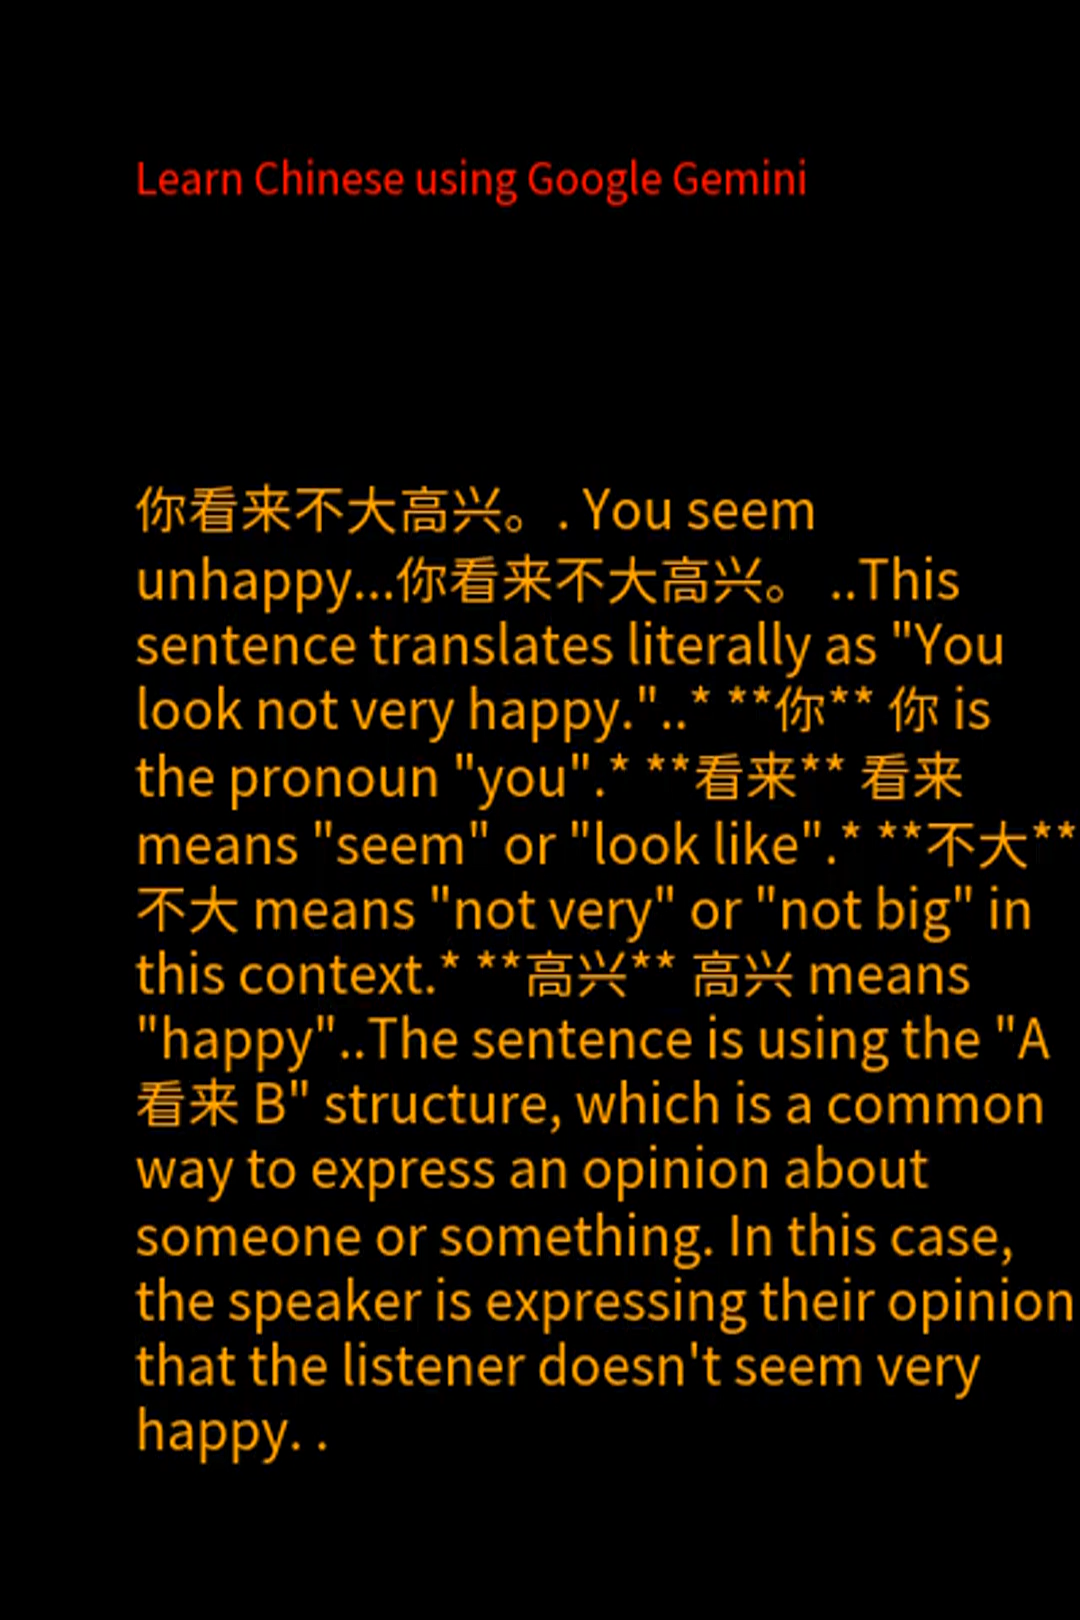 Learn Chinese using Google Gemini
你看来不大高兴。. You seem
unhappy...你看来不大高兴。 ..This
sentence translates literally as "You
look not very happy."..* **你** 你 is
the pronoun "you".* **看来** 看来
means "seem" or "look like".* **不大**
不大 means "not very" or "not big" in
this context.* **高兴** 高兴 means
"happy"..The sentence is using the "A
看来 B" structure, which is a common
way to express an opinion about
someone or something. In this case,
the speaker is expressing their opinion
that the listener doesn't seem very
happy. .